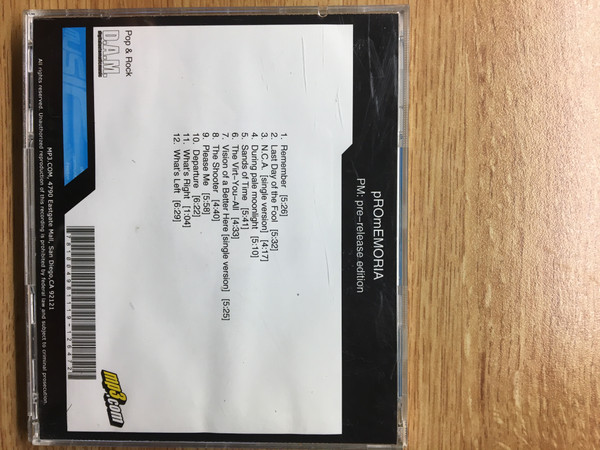 pROmEMORIA
PM: pre-release edition
1. Remember [5:26]
2. Last Day of the Fool [5:32]
3. N.C.A [single version] [4:17]
4. During pale moonlight [5:10]
5. Sands of Time [5:41]
6. The Virt-You-All [4:33]
7. Vision of a Better Here [single version] [5:25]
8. The Shooter [4:40]
9. Please Me [5:58]
10. Departure [6:22]
11. What's Right [1:04]
12. What's Left [6:29]
Pop & Rock
D.A.M.
mp3.com
MP3.COM, 4790 Eastgate Mall, San Diego, CA 92121
All rights reserved. Unauthorized reproduction of this recording is prohibited by Federal law and subject to criminal prosecution.